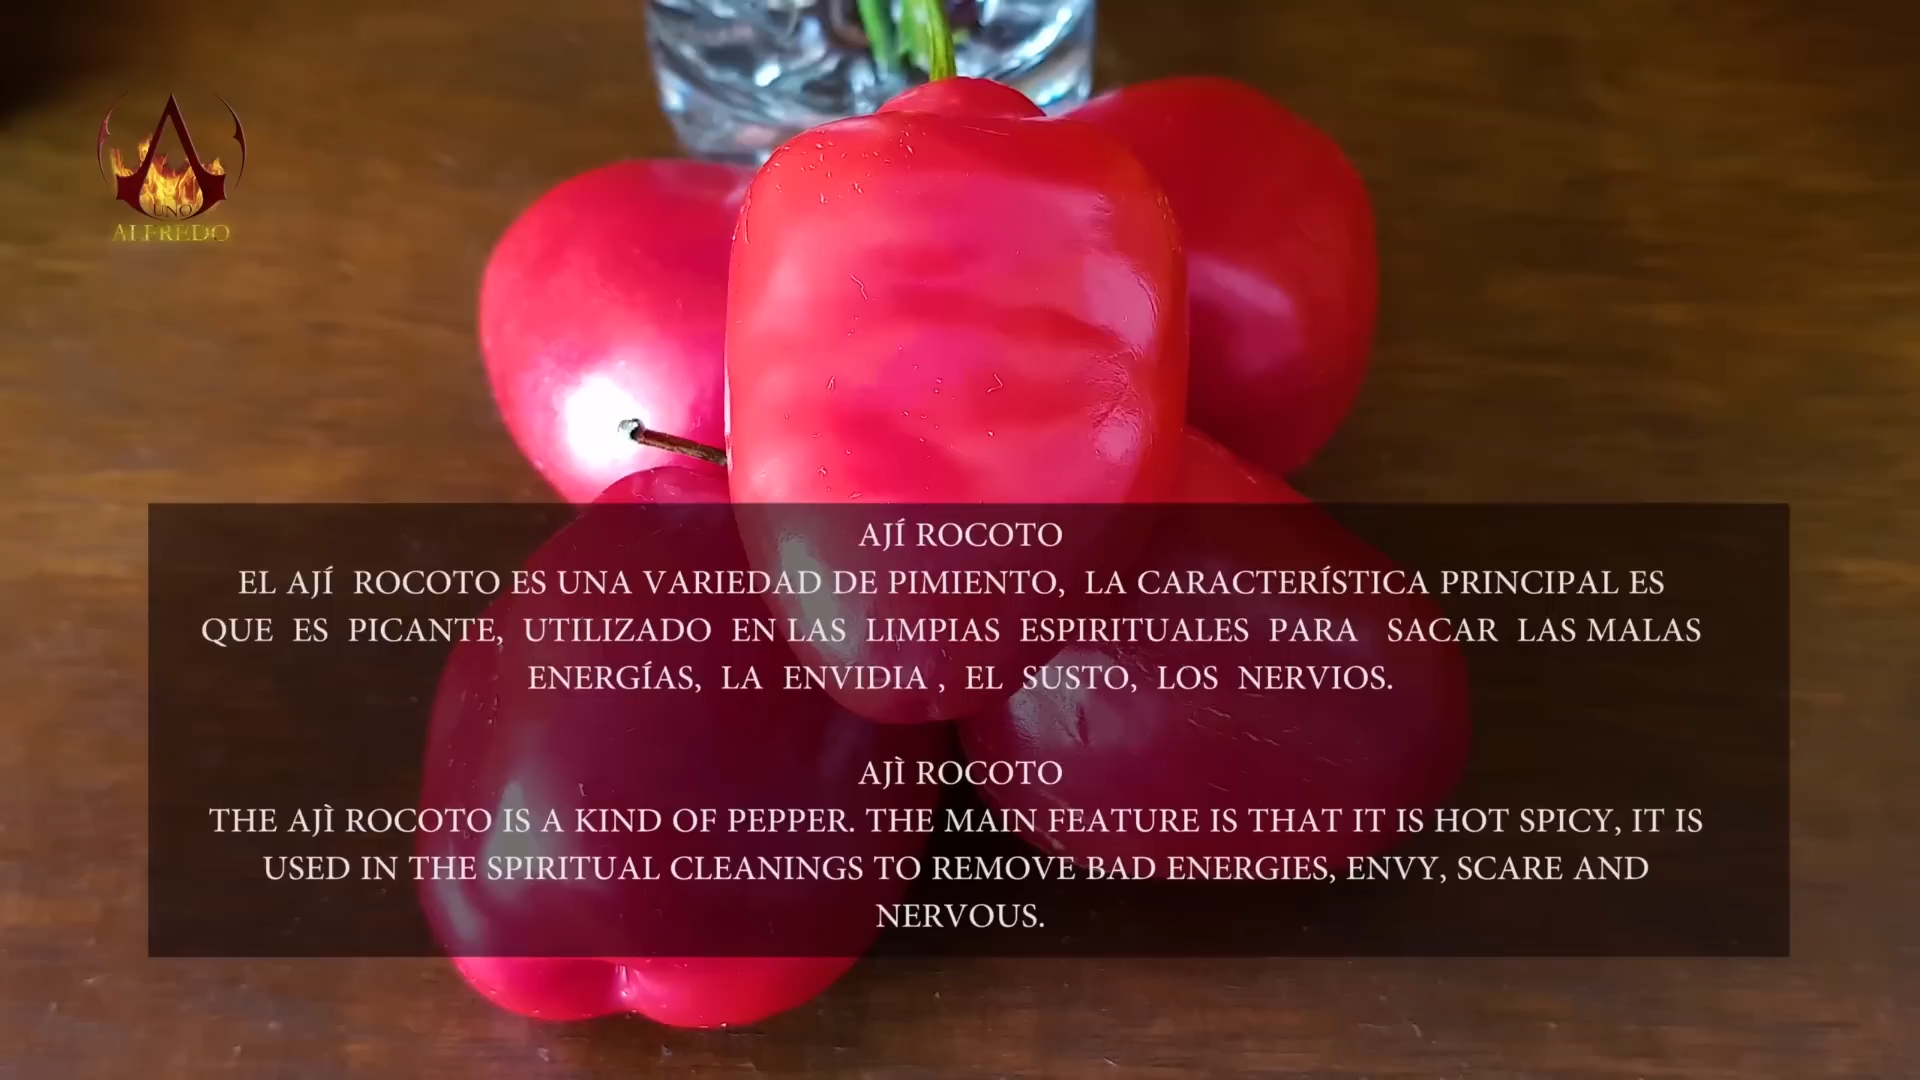 UNO
ALFREDO
AJÍ ROCOTO
EL AJÍ ROCOTO ES UNA VARIEDAD DE PIMIENTO, LA CARACTERÍSTICA PRINCIPAL ES
QUE ES PICANTE, UTILIZADO EN LAS LIMPIAS ESPIRITUALES PARA SACAR LAS MALAS
ENERGÍAS, LA ENVIDIA , EL SUSTO, LOS NERVIOS.
AJÌ ROCOTO
THE AJÌ ROCOTO IS A KIND OF PEPPER. THE MAIN FEATURE IS THAT IT IS HOT SPICY, IT IS
USED IN THE SPIRITUAL CLEANINGS TO REMOVE BAD ENERGIES, ENVY, SCARE AND
NERVOUS.